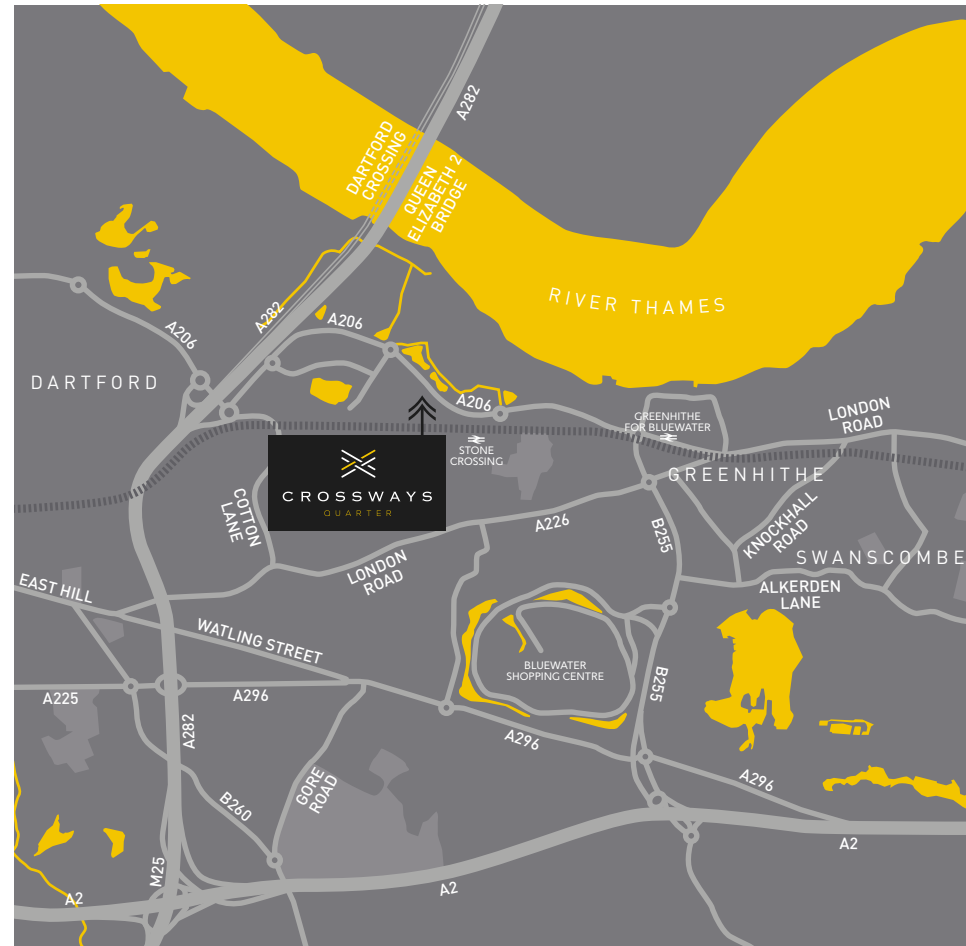 A282
DARTFORD
CROSSING
QUEEN
ELIZABETH 2
BRIDGE
RIVER THAMES
A282
A206
A206
DARTFORD
A206
GREENHITHE
FOR BLUEWATER
LONDON
ROAD
STONE
CROSSING
CROSSWAYS
QUARTER
GREENHITHE
COTTON
LANE
A226
B255
KNOCKHALL
ROAD
SWANSCOMBE
LONDON
ROAD
EAST HILL
ALKERDEN
LANE
WATLING STREET
BLUEWATER
SHOPPING CENTRE
B255
A225
A296
A282
A296
A296
GORE
ROAD
B260
A2
M25
A2
A2